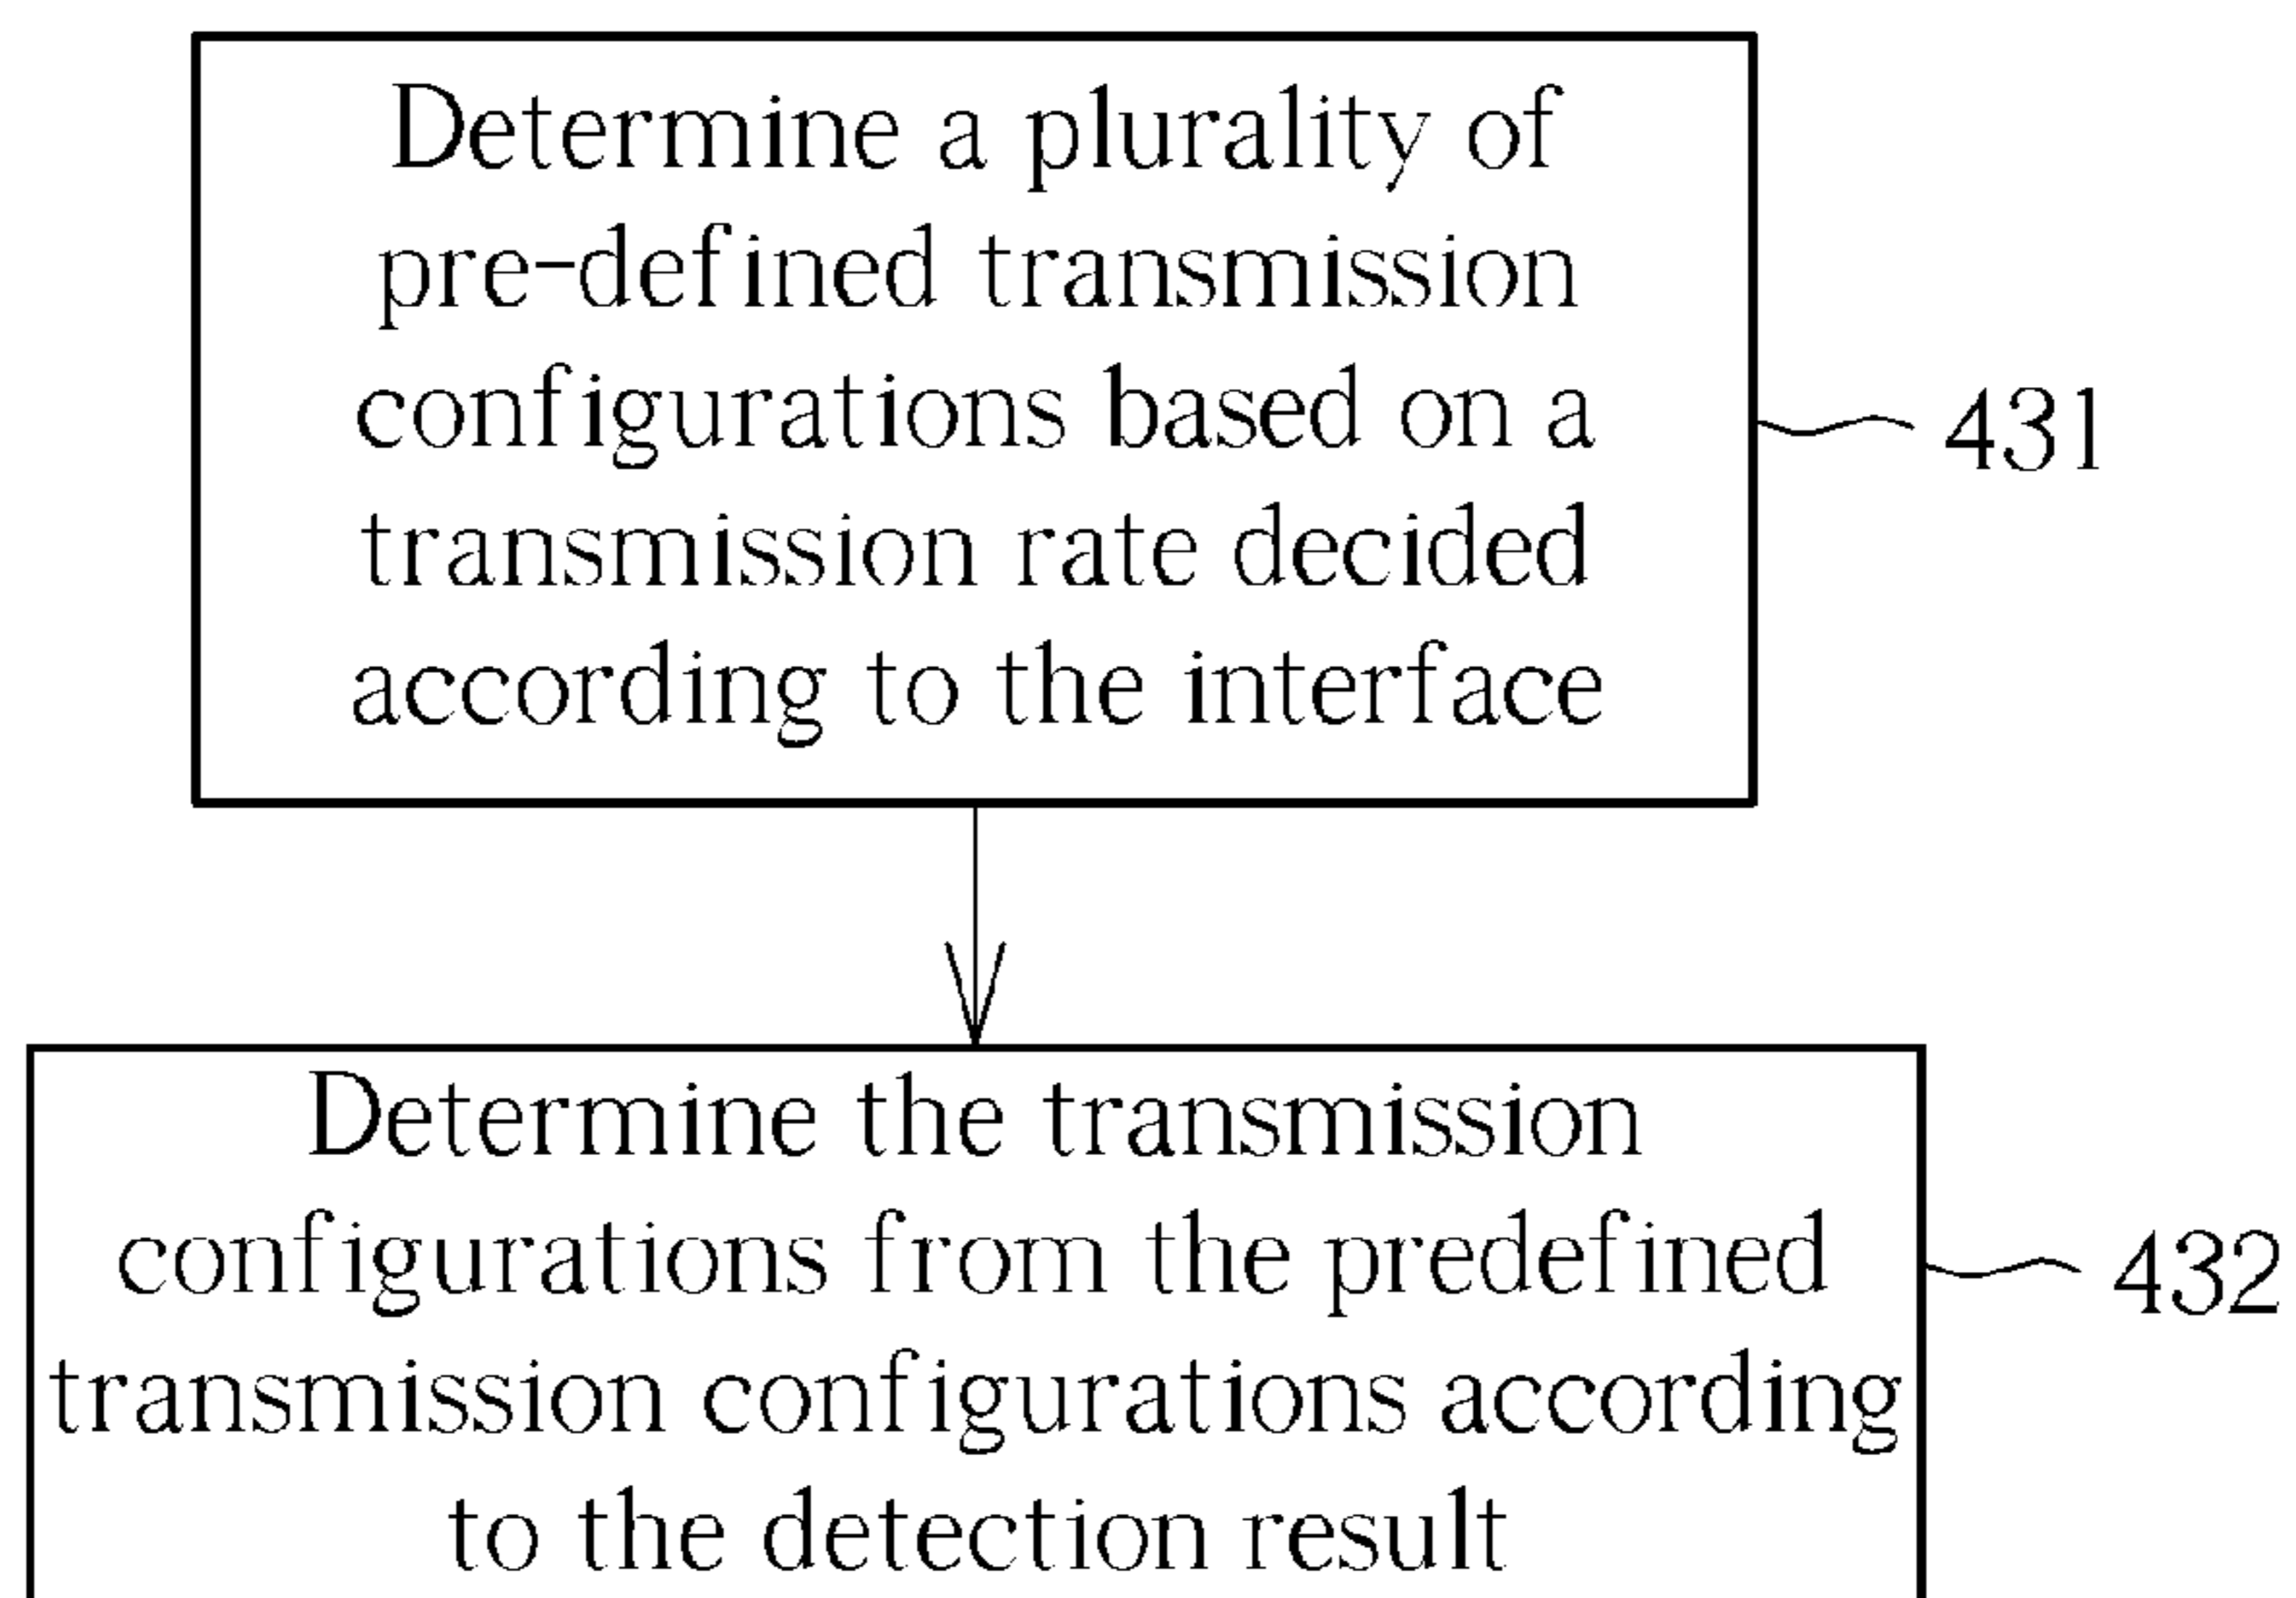 Determine a plurality of
pre-defined transmission
configurations based on a
transmission rate decided
according to the interface
431
Determine the transmission
configurations from the predefined
transmission configurations according
to the detection result
432